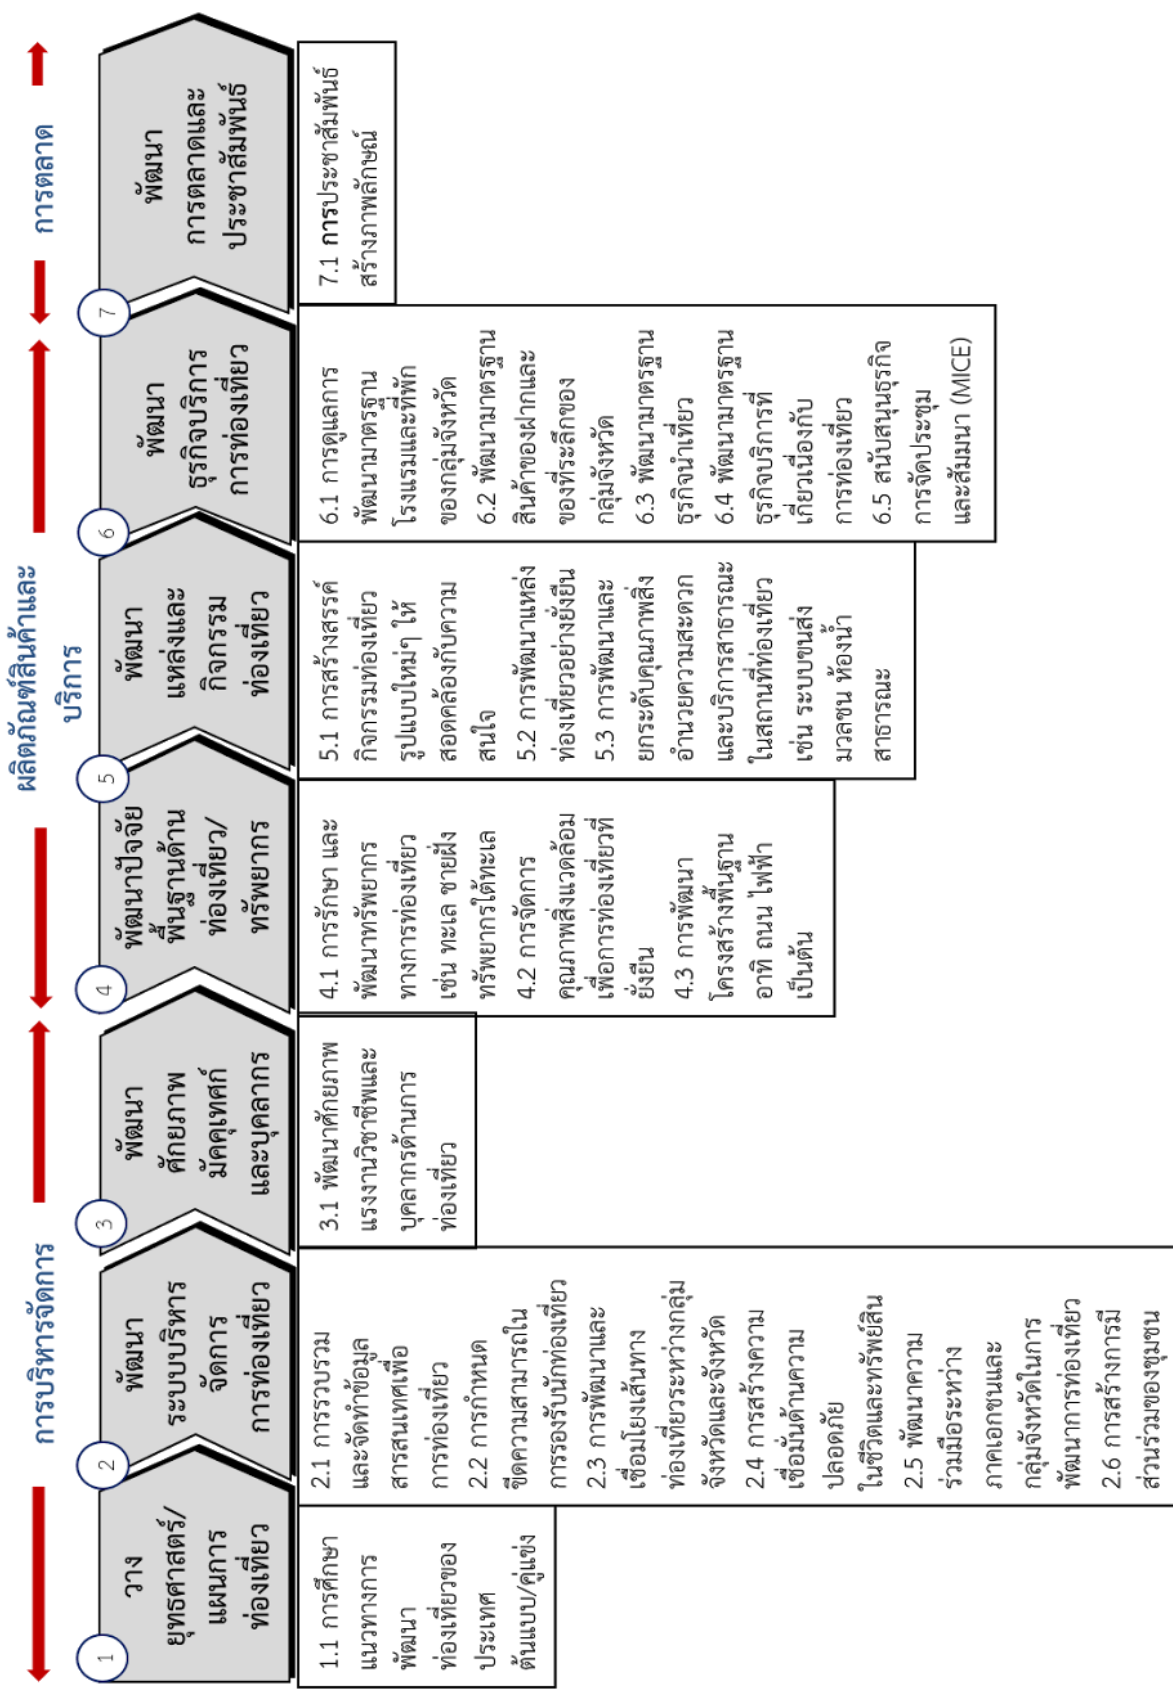 การบริหารจัดการ
ผลิตภัณฑ์สินค้าและ
บริการ
การตลาด
1
วาง
ยุทธศาสตร์/
แผนการ
ท่องเที่ยว
2
พัฒนา
ระบบบริหาร
จัดการ
การท่องเที่ยว
3
พัฒนา
ศักยภาพ
มัคคุเทศก์
และบุคลากร
4
พัฒนาปัจจัย
พื้นฐานด้าน
ท่องเที่ยว/
ทรัพยากร
5
พัฒนา
แหล่งและ
กิจกรรม
ท่องเที่ยว
6
พัฒนา
ธุรกิจบริการ
การท่องเที่ยว
7
พัฒนา
การตลาดและ
ประชาสัมพันธ์
1.1 การศึกษา
แนวทางการ
พัฒนา
ท่องเที่ยวของ
ประเทศ
ต้นแบบ/คู่แข่ง
2.1 การรวบรวม
และจัดทำข้อมูล
สารสนเทศเพื่อ
การท่องเที่ยว
2.2 การกำหนด
ขีดความสามารถใน
การรองรับนักท่องเที่ยว
2.3 การพัฒนาและ
เชื่อมโยงเส้นทาง
ท่องเที่ยวระหว่างกลุ่ม
จังหวัดและจังหวัด
2.4 การสร้างความ
เชื่อมั่นด้านความ
ปลอดภัย
ในชีวิตและทรัพย์สิน
2.5 พัฒนาความ
ร่วมมือระหว่าง
ภาคเอกชนและ
กลุ่มจังหวัดในการ
พัฒนาการท่องเที่ยว
2.6 การสร้างการมี
ส่วนร่วมของชุมชน
3.1 พัฒนาศักยภาพ
แรงงานวิชาชีพและ
บุคลากรด้านการ
ท่องเที่ยว
4.1 การรักษา และ
พัฒนาทรัพยากร
ทางการท่องเที่ยว
เช่น ทะเล ชายฝั่ง
ทรัพยากรใต้ทะเล
4.2 การจัดการ
คุณภาพสิ่งแวดล้อม
เพื่อการท่องเที่ยวที่
ยั่งยืน
4.3 การพัฒนา
โครงสร้างพื้นฐาน
อาทิ ถนน ไฟฟ้า
เป็นต้น
5.1 การสร้างสรรค์
กิจกรรมท่องเที่ยว
รูปแบบใหม่ๆ ให้
สอดคล้องกับความ
สนใจ
5.2 การพัฒนาแหล่ง
ท่องเที่ยวอย่างยั่งยืน
5.3 การพัฒนาและ
ยกระดับคุณภาพสิ่ง
อำนวยความสะดวก
และบริการสาธารณะ
ในสถานที่ท่องเที่ยว
เช่น ระบบขนส่ง
มวลชน ห้องน้ำ
สาธารณะ
6.1 การดูแลการ
พัฒนามาตรฐาน
โรงแรมและที่พัก
ของกลุ่มจังหวัด
6.2 พัฒนามาตรฐาน
สินค้าของฝากและ
ของที่ระลึกของ
กลุ่มจังหวัด
6.3 พัฒนามาตรฐาน
ธุรกิจนำเที่ยว
6.4 พัฒนามาตรฐาน
ธุรกิจบริการที่
เกี่ยวเนื่องกับ
การท่องเที่ยว
6.5 สนับสนุนธุรกิจ
การจัดประชุม
และสัมมนา (MICE)
7.1 การประชาสัมพันธ์
สร้างภาพลักษณ์